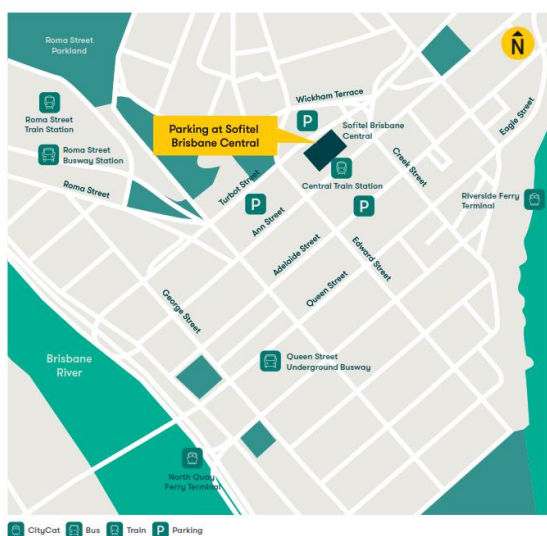 Roma Street
Parkland
N
Wickham Terrace
P
Roma Street
Train Station
Parking at Sofitel
Brisbane Central
Sofitel Brisbane
Central
Eagle Street
Roma Street
Busway Station
Creek Street
Central Train Station
Roma Street
Turbot Street
Riverside Ferry
Terminal
P
P
Ann Street
Adelaide Street
Edward Street
Queen Street
George Street
Brisbane
River
Queen Street
Underground Busway
North Quay
Ferry Terminal
CityCat Bus Train P Parking